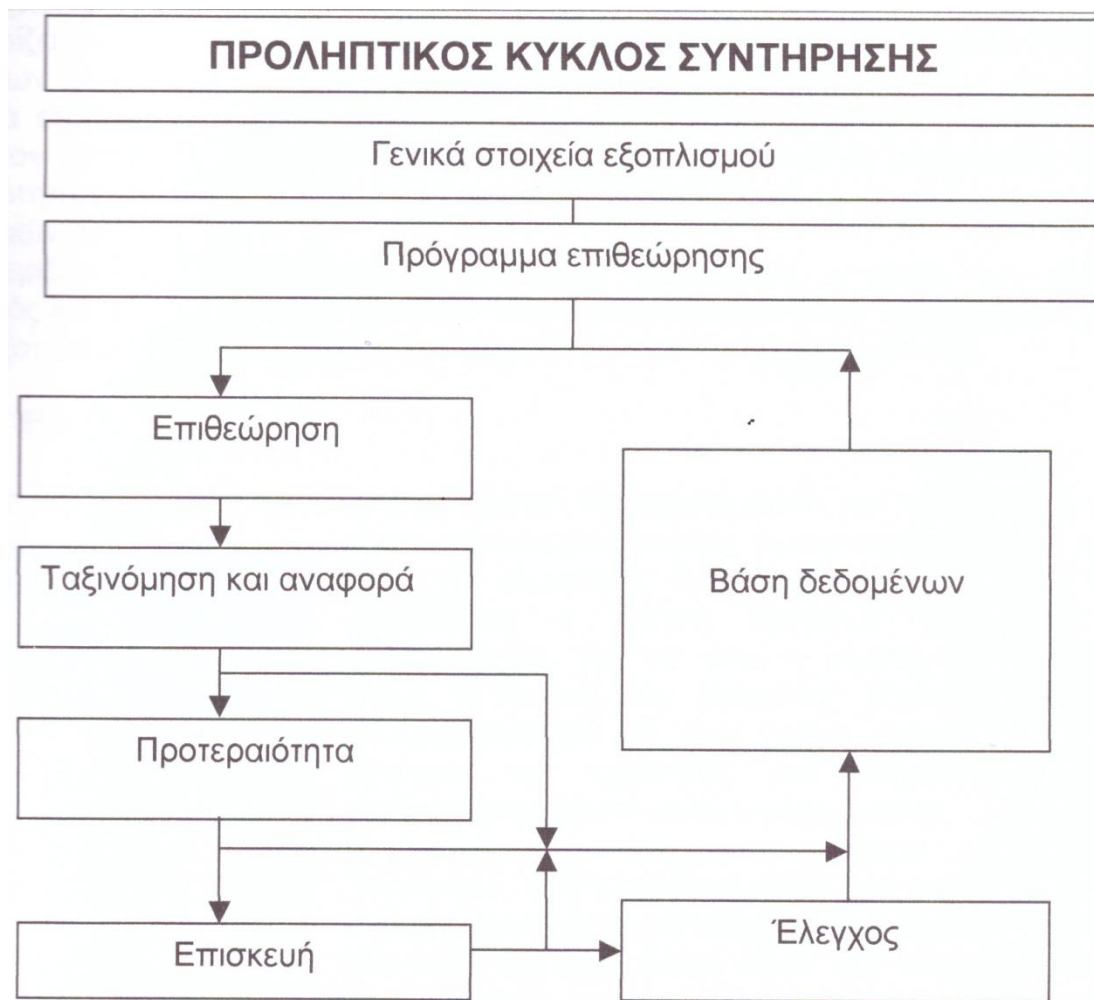 ΠΡΟΛΗΠΤΙΚΟΣ ΚΥΚΛΟΣ ΣΥΝΤΗΡΗΣΗΣ
Γενικά στοιχεία εξοπλισμού
Πρόγραμμα επιθεώρησης
Επιθεώρηση
Ταξινόμηση και αναφορά
Προτεραιότητα
Επισκευή
Βάση δεδομένων
Έλεγχος